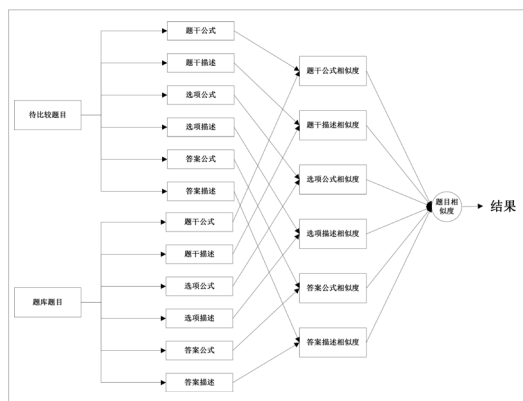 待比较题目
题库题目
题干公式
题干描述
选项公式
选项描述
答案公式
答案描述
题干公式
题干描述
选项公式
选项描述
答案公式
答案描述
题干公式相似度
题干描述相似度
选项公式相似度
选项描述相似度
答案公式相似度
答案描述相似度
题目相
似度
结果